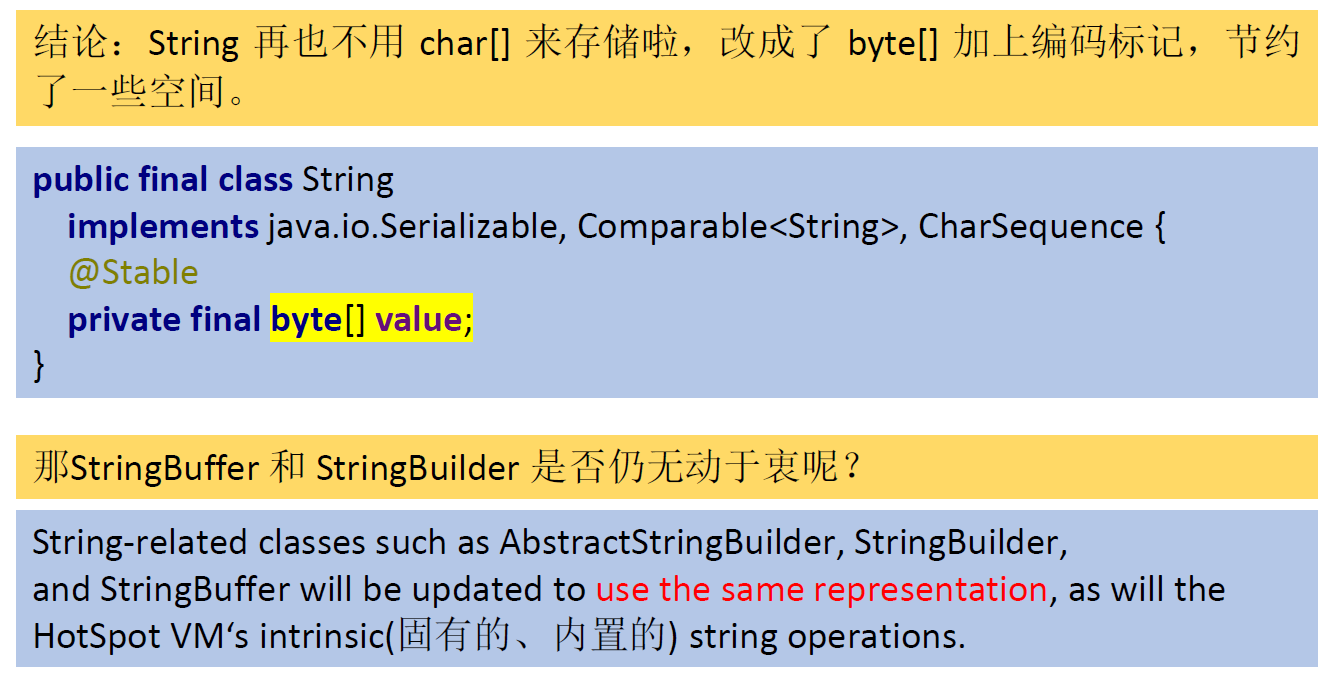 结论：String 再也不用 char[] 来存储啦，改成了 byte[] 加上编码标记，节约
了一些空间。
public final class String
implements java.io.Serializable, Comparable<String>, CharSequence {
@Stable
private final byte[] value;
}
那StringBuffer 和 StringBuilder 是否仍无动于衷呢？
String-related classes such as AbstractStringBuilder, StringBuilder,
and StringBuffer will be updated to use the same representation, as will the
HotSpot VM‘s intrinsic(固有的、内置的) string operations.